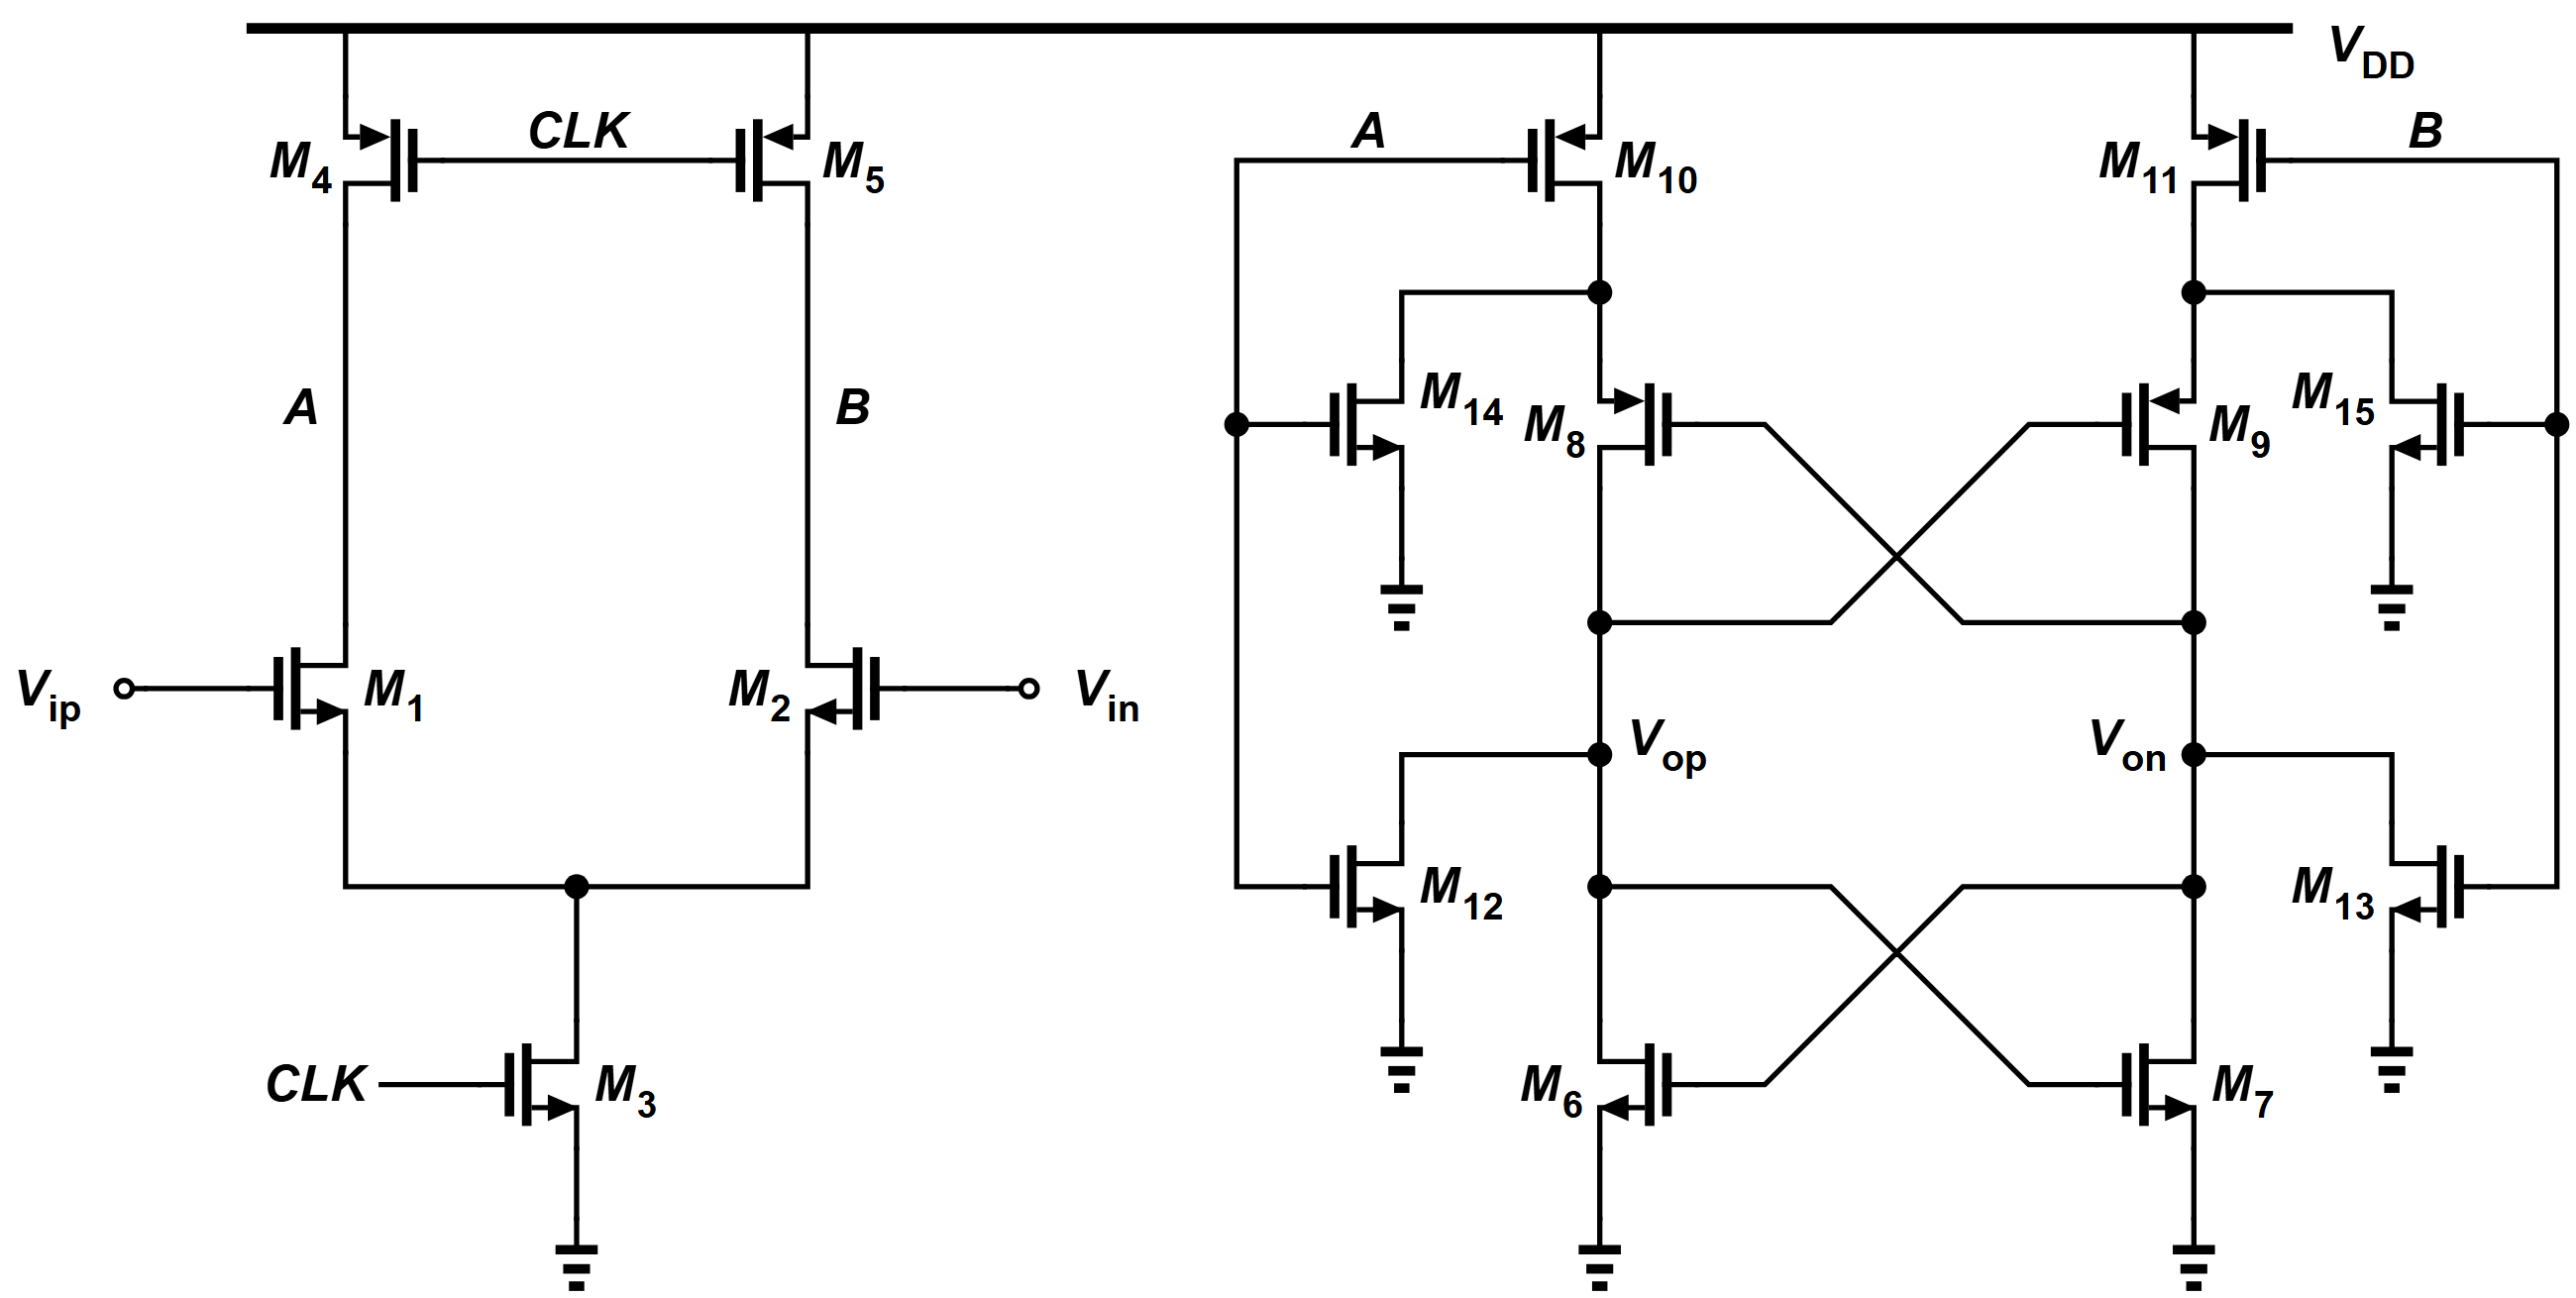 V_DD
M_4 CLK M_5 A M_10 M_11 B
A B M_14 M_8 M_9 M_15
V_ip M_1 M_2 V_in V_op V_on
M_12 M_13
CLK M_3 M_6 M_7